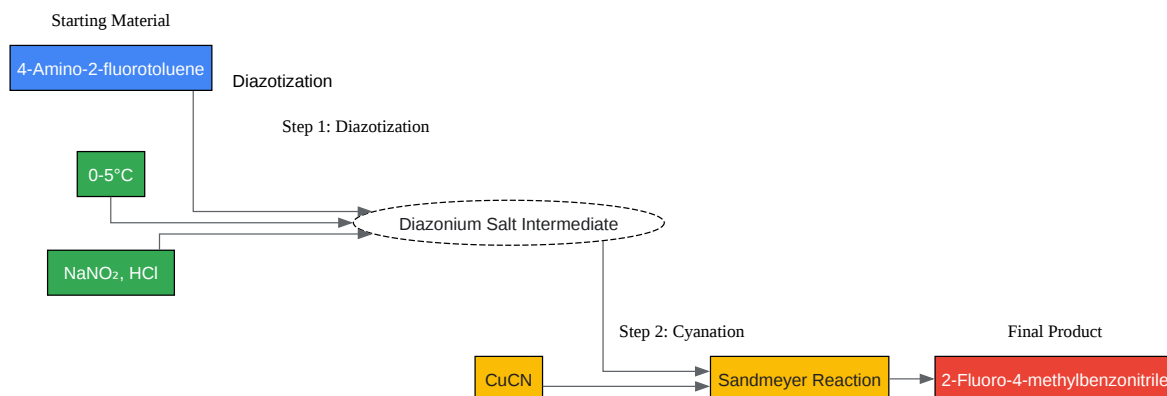 Starting Material
4-Amino-2-fluorotoluene
Diazotization
Step 1: Diazotization
0-5°C
Diazonium Salt Intermediate
NaNO₂, HCl
Step 2: Cyanation
Final Product
CuCN
Sandmeyer Reaction
2-Fluoro-4-methylbenzonitrile